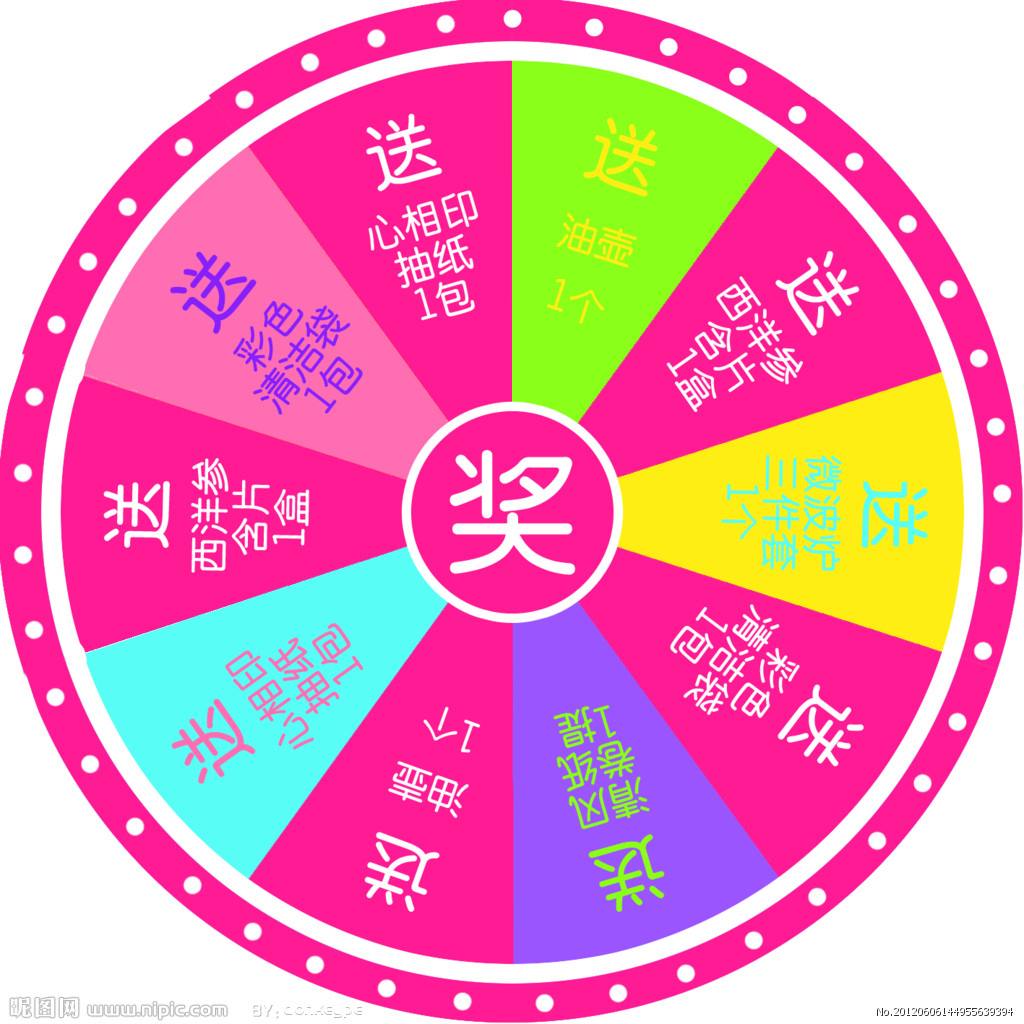 送
油壶
1个
送
西洋参
含片
1盒
送
微波炉
三件套
1个
送
彩色
清洁袋
1包
送
清风
卷纸
1提
送
油壶
1个
送
心相印
抽纸
1包
送
西洋参
含片
1盒
送
彩色
清洁袋
1包
送
心相印
抽纸
1包
奖
昵图网 www.nipic.com
No.20120606144955639394